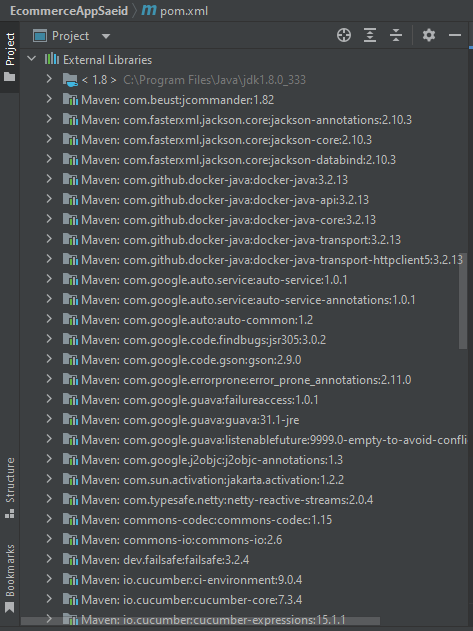 EcommerceAppSaeid pom.xml
Project
Project
External Libraries
< 1.8 > C:\Program Files\Java\jdk1.8.0_333
Maven: com.beust:jcommander:1.82
Maven: com.fasterxml.jackson.core:jackson-annotations:2.10.3
Maven: com.fasterxml.jackson.core:jackson-core:2.10.3
Maven: com.fasterxml.jackson.core:jackson-databind:2.10.3
Maven: com.github.docker-java:docker-java:3.2.13
Maven: com.github.docker-java:docker-java-api:3.2.13
Maven: com.github.docker-java:docker-java-core:3.2.13
Maven: com.github.docker-java:docker-java-transport:3.2.13
Maven: com.github.docker-java:docker-java-transport-httpclient5:3.2.13
Maven: com.google.auto.service:auto-service:1.0.1
Maven: com.google.auto.service:auto-service-annotations:1.0.1
Maven: com.google.auto:auto-common:1.2
Maven: com.google.code.findbugs:jsr305:3.0.2
Maven: com.google.code.gson:gson:2.9.0
Maven: com.google.errorprone:error_prone_annotations:2.11.0
Maven: com.google.guava:failureaccess:1.0.1
Maven: com.google.guava:guava:31.1-jre
Maven: com.google.guava:listenablefuture:9999.0-empty-to-avoid-conflic
Maven: com.google.j2objc:j2objc-annotations:1.3
Maven: com.sun.activation:jakarta.activation:1.2.2
Maven: com.typesafe.netty:netty-reactive-streams:2.0.4
Maven: commons-codec:commons-codec:1.15
Maven: commons-io:commons-io:2.6
Maven: dev.failsafe:failsafe:3.2.4
Maven: io.cucumber:ci-environment:9.0.4
Maven: io.cucumber:cucumber-core:7.3.4
Maven: io.cucumber:cucumber-expressions:15.1.1
Structure
Bookmarks